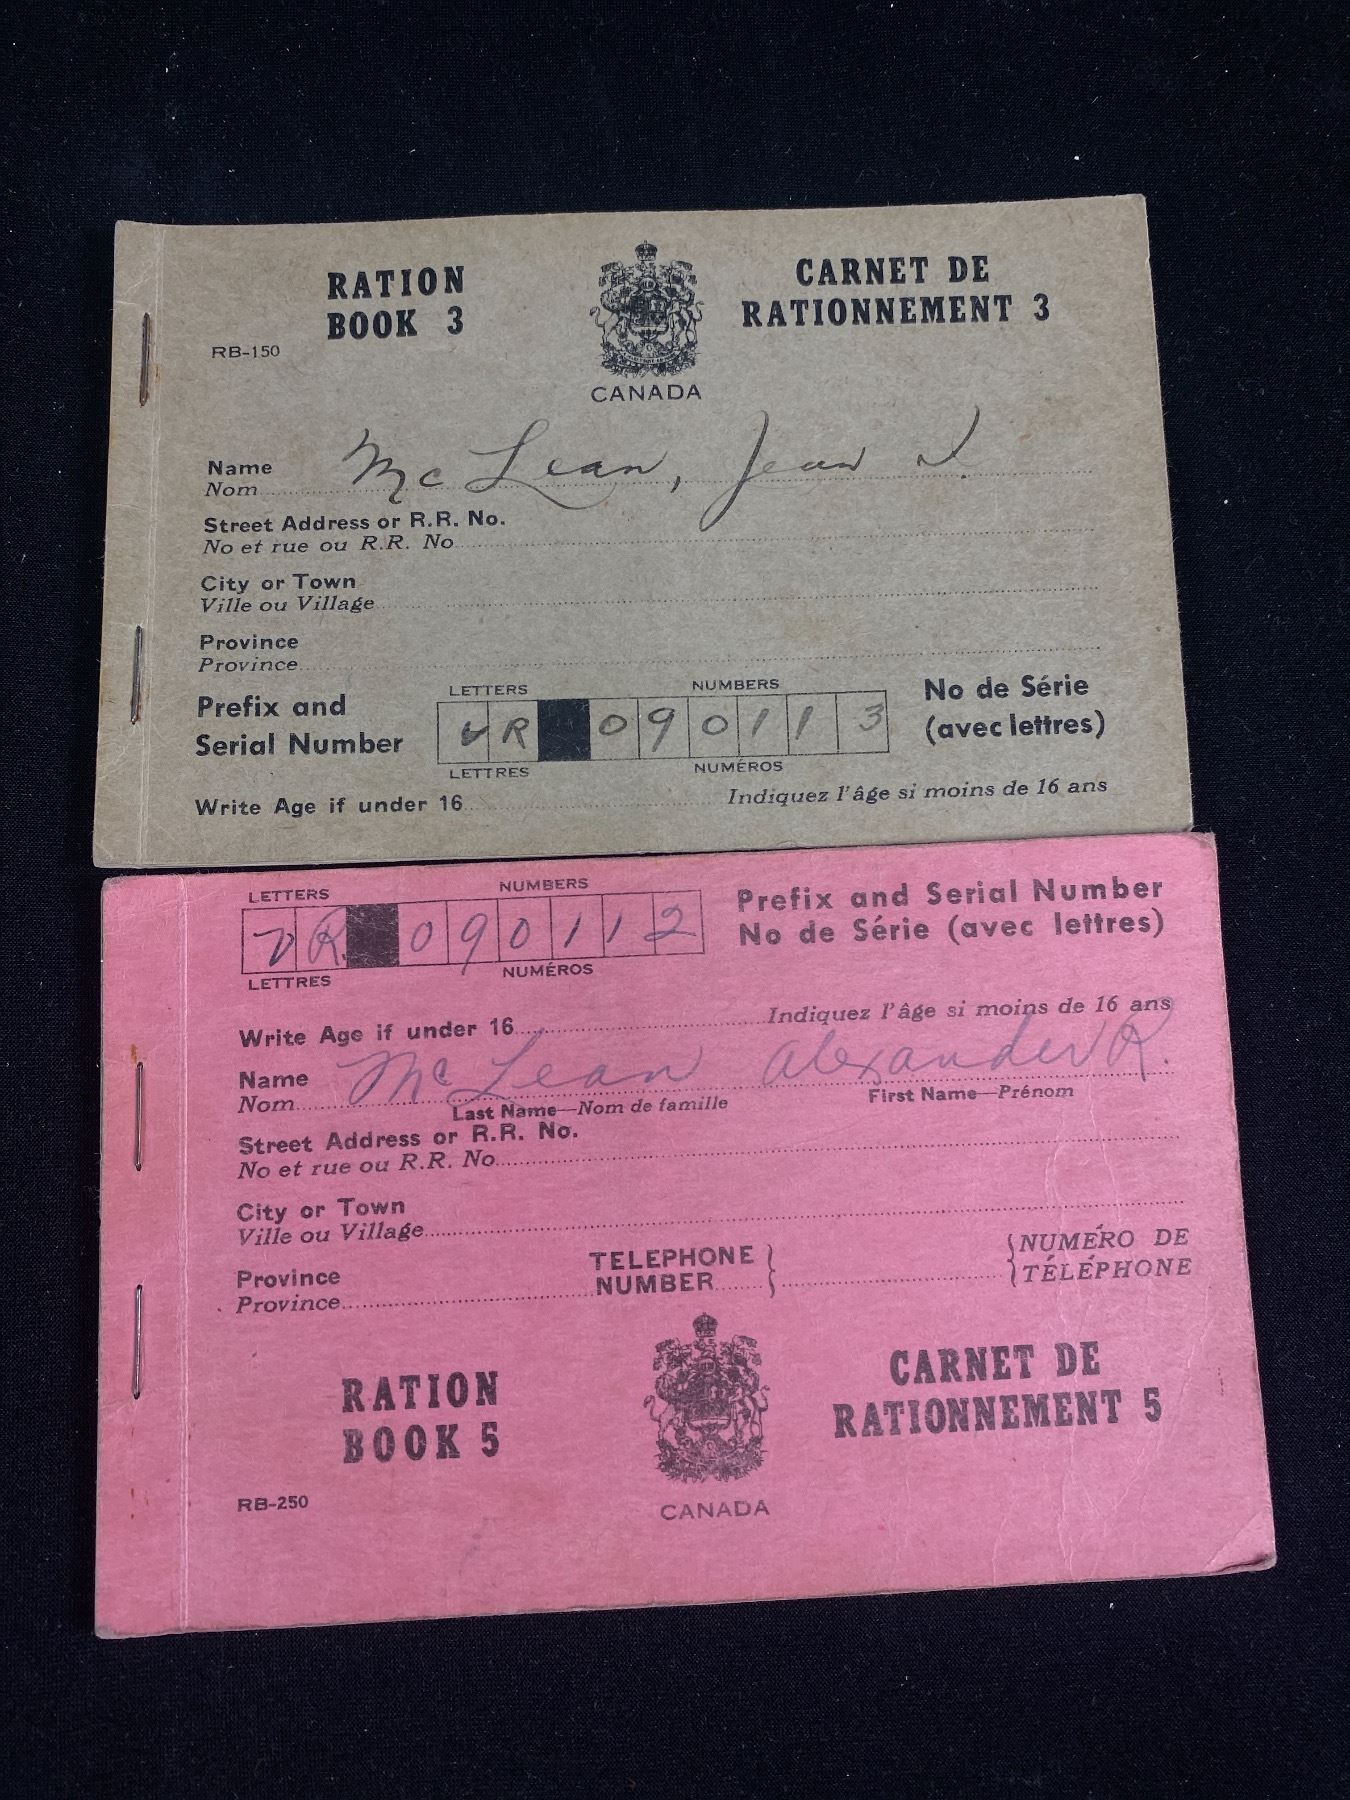 RATION BOOK 3
CARNET DE RATIONNEMENT 3
RB-150
CANADA
Name McLean, Jean J.
Nom
Street Address or R.R. No.
No et rue ou R.R. No
City or Town
Ville ou Village
Province
Province
LETTERS NUMBERS
Prefix and Serial Number VR 090113 No de Série (avec lettres)
LETTRES NUMÉROS
Write Age if under 16 Indiquez l'âge si moins de 16 ans
LETTERS NUMBERS
VR 090112 Prefix and Serial Number
No de Série (avec lettres)
LETTRES NUMÉROS
Write Age if under 16 Indiquez l'âge si moins de 16 ans
Name McLean Alexander R.
Nom Last Name—Nom de famille First Name—Prénom
Street Address or R.R. No.
No et rue ou R.R. No
City or Town
Ville ou Village
Province TELEPHONE NUMBER NUMÉRO DE TÉLÉPHONE
Province
RATION BOOK 5
CARNET DE RATIONNEMENT 5
RB-250
CANADA